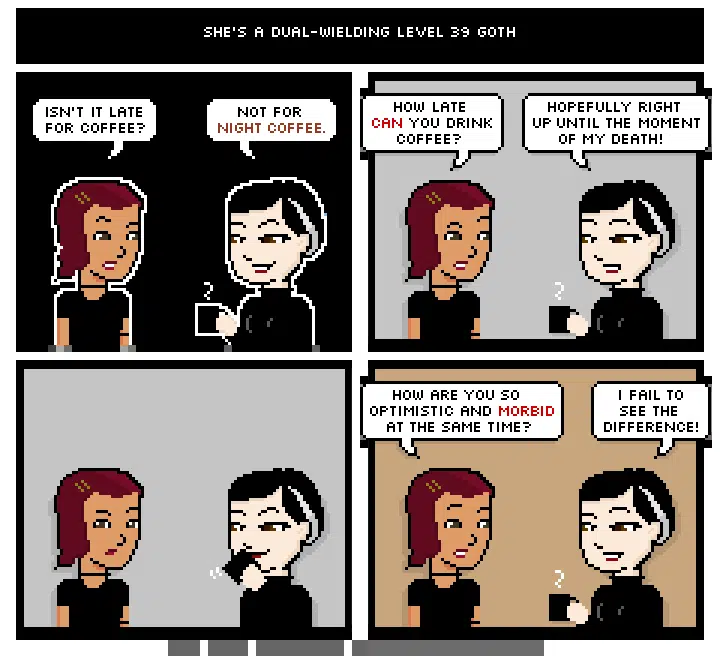 SHE'S A DUAL-WIELDING LEVEL 39 GOTH
ISN'T IT LATE
FOR COFFEE?
NOT FOR
NIGHT COFFEE.
HOW LATE
CAN YOU DRINK
COFFEE?
HOPEFULLY RIGHT
UP UNTIL THE MOMENT
OF MY DEATH!
HOW ARE YOU SO
OPTIMISTIC AND MORBID
AT THE SAME TIME?
I FAIL TO
SEE THE
DIFFERENCE!